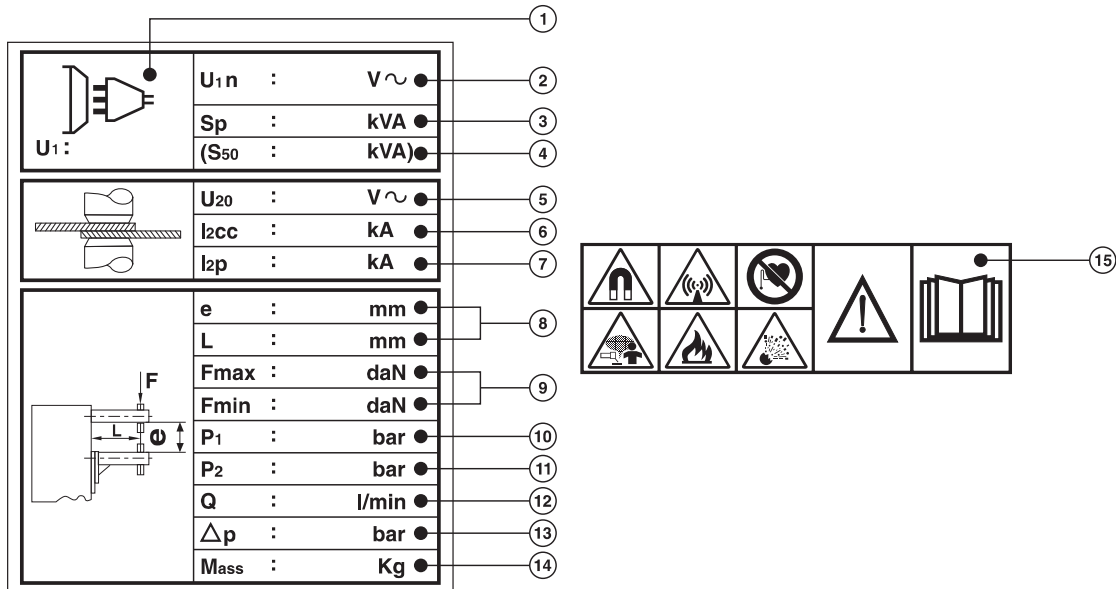 1
U1n : V ∼ 2
Sp : kVA 3
U1 :
(S50 : kVA) 4
U20 : V ∼ 5
I2cc : kA 6
I2p : kA 7
e : mm
8
L : mm
Fmax : daN
9
Fmin : daN
P1 : bar 10
P2 : bar 11
Q : l/min 12
△p : bar 13
Mass : Kg 14
F
L
e
15